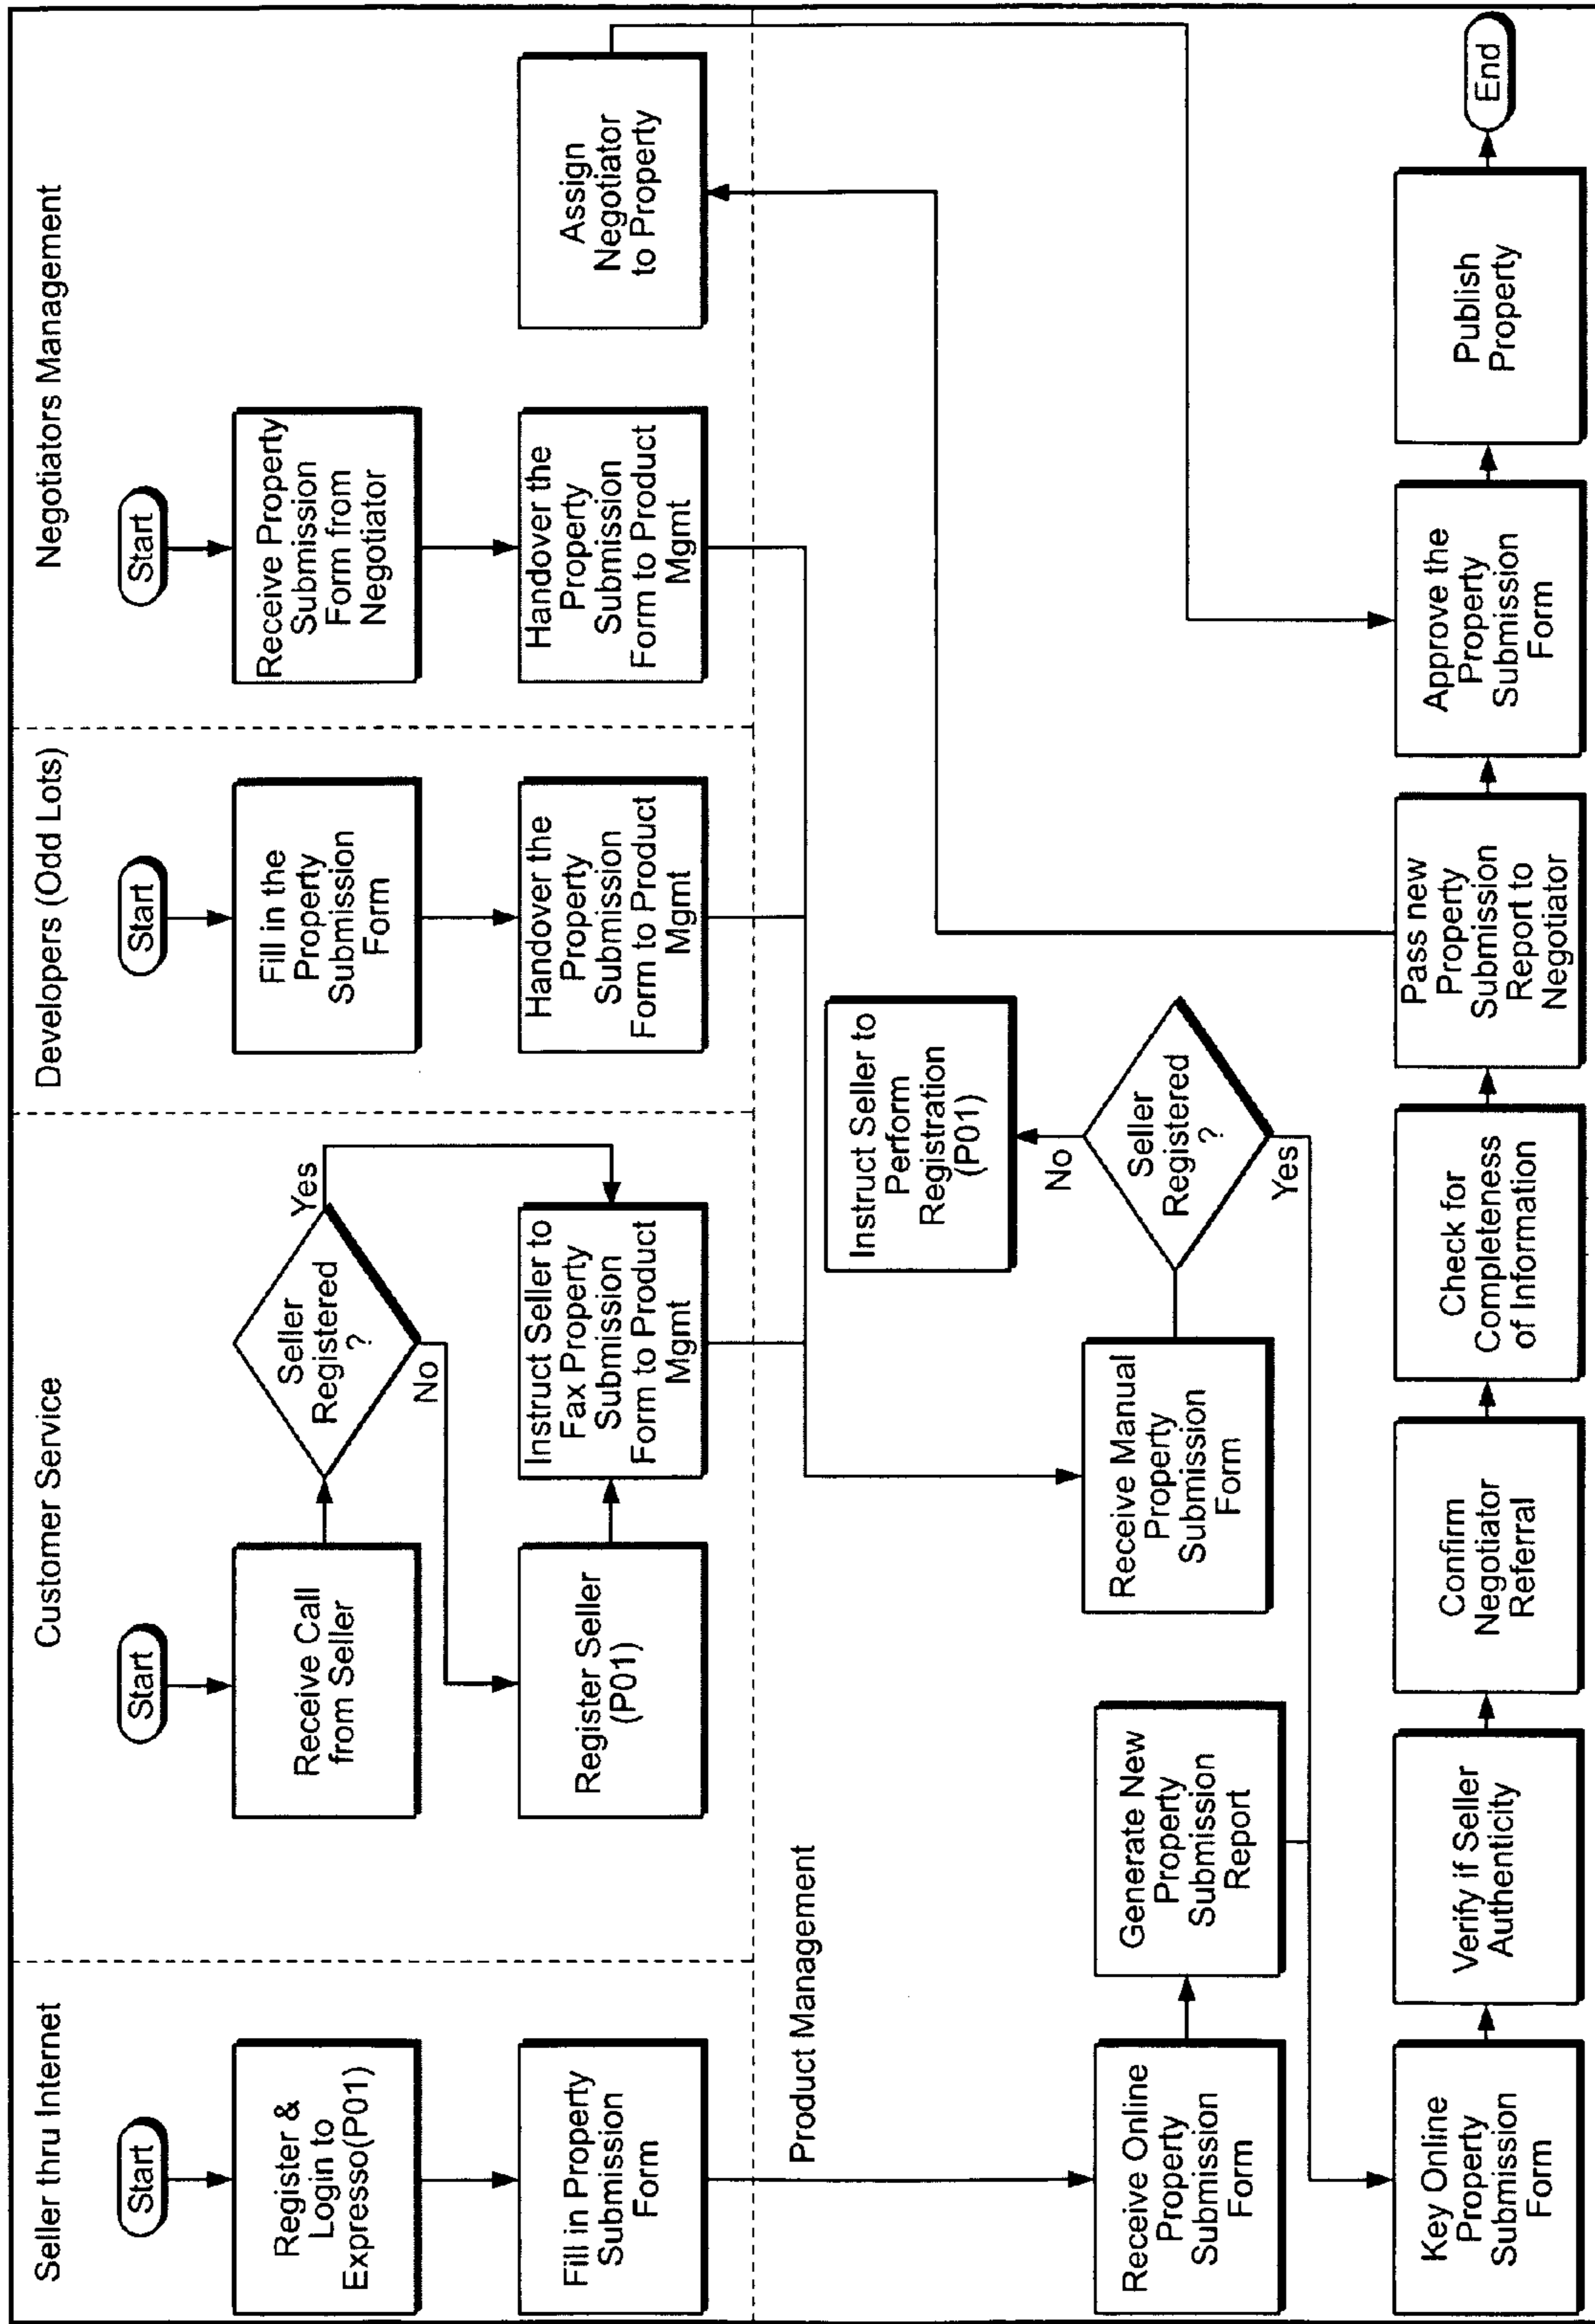 Seller thru Internet
Start
Register &
Login to
Expresso(P01)
Fill in Property
Submission
Form
Customer Service
Start
Receive Call
from Seller
Seller
Registered
?
Yes
No
Register Seller
(P01)
Instruct Seller to
Fax Property
Submission
Form to Product
Mgmt
Developers (Odd Lots)
Start
Fill in the
Property
Submission
Form
Handover the
Property
Submission
Form to Product
Mgmt
Negotiators Management
Start
Receive Property
Submission
Form from
Negotiator
Handover the
Property
Submission
Form to Product
Mgmt
Assign
Negotiator
to Property
Product Management
Receive Online
Property
Submission
Form
Generate New
Property
Submission
Report
Receive Manual
Property
Submission
Form
Seller
Registered
?
No
Yes
Instruct Seller to
Perform
Registration
(P01)
Key Online
Property
Submission
Form
Verify if Seller
Authenticity
Confirm
Negotiator
Referral
Check for
Completeness
of Information
Pass new
Property
Submission
Report to
Negotiator
Approve the
Property
Submission
Form
Publish
Property
End